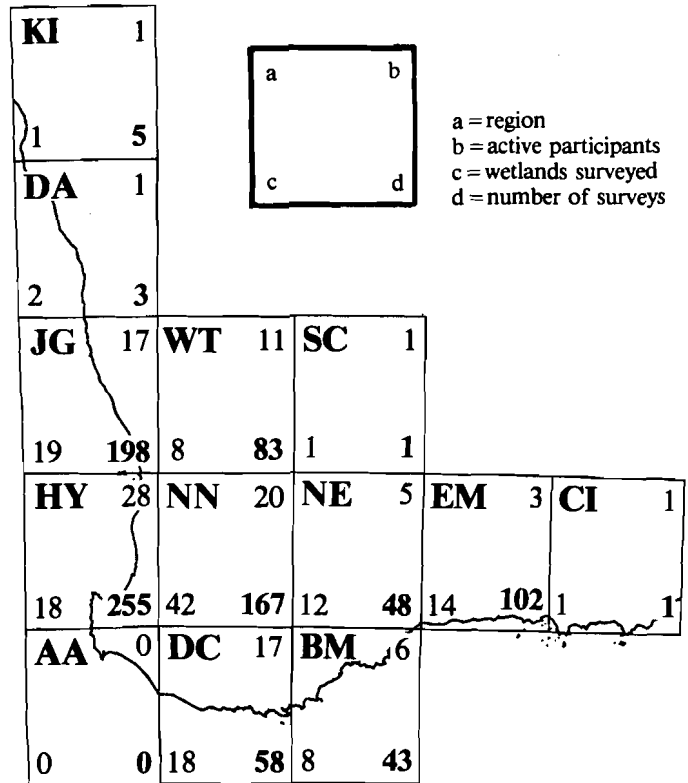 KI 1
a b
a = region
b = active participants
c = wetlands surveyed
d = number of surveys
1 5
c d
DA 1
2 3
JG 17 WT 11 SC 1
19 198 8 83 1 1
HY 28 NN 20 NE 5 EM 3 CI 1
18 255 42 167 12 48 14 102 1 1
AA 0 DC 17 BM 6
0 0 18 58 8 43